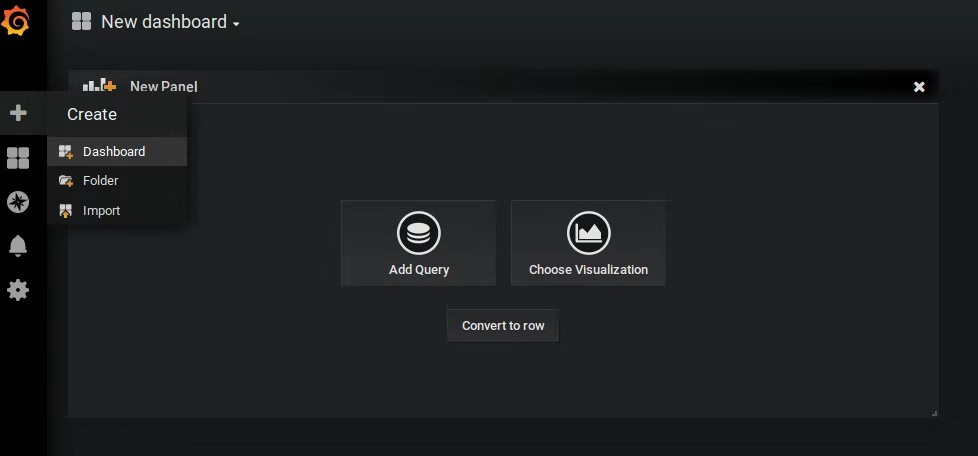 New dashboard
New Panel
Create
Dashboard
Folder
Import
Add Query
Choose Visualization
Convert to row